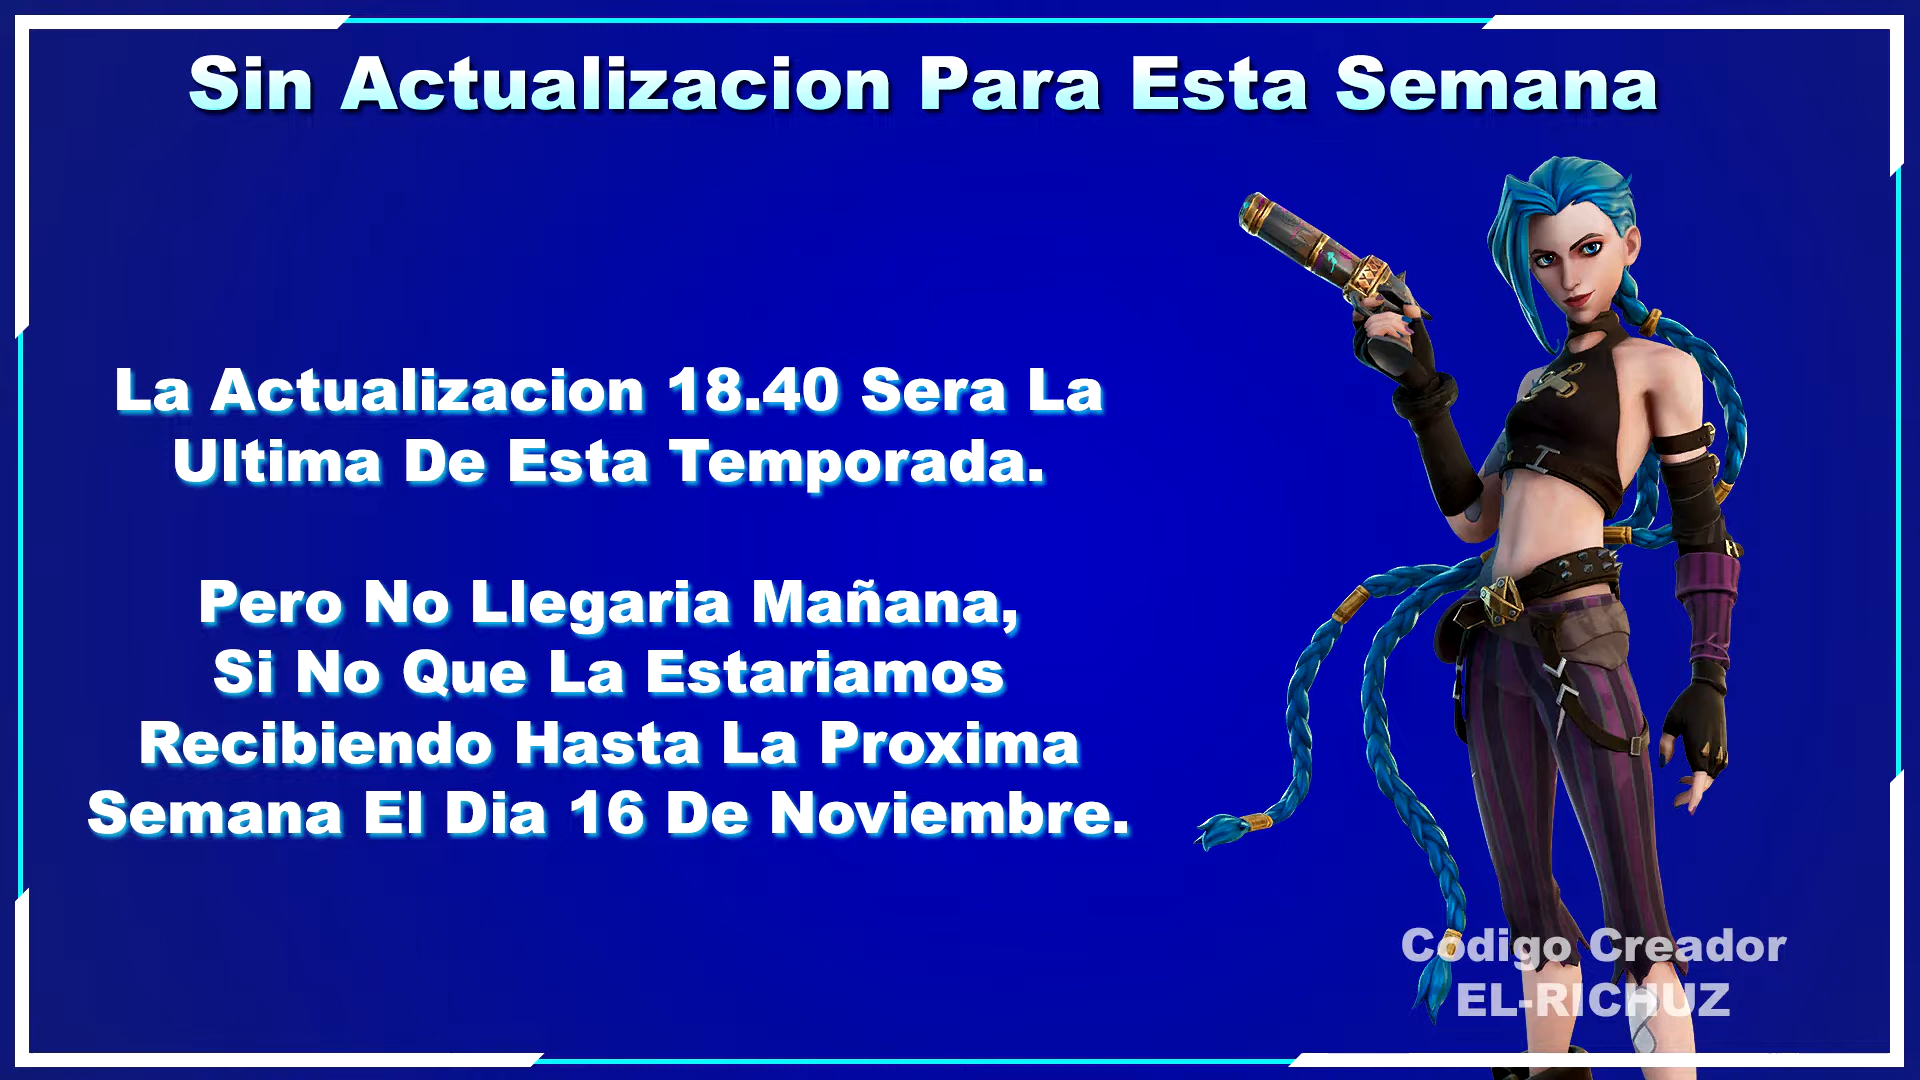 Sin Actualizacion Para Esta Semana
La Actualizacion 18.40 Sera La
Ultima De Esta Temporada.
Pero No Llegaria Mañana,
Si No Que La Estariamos
Recibiendo Hasta La Proxima
Semana El Dia 16 De Noviembre.
Codigo Creador
EL-RICHUZ